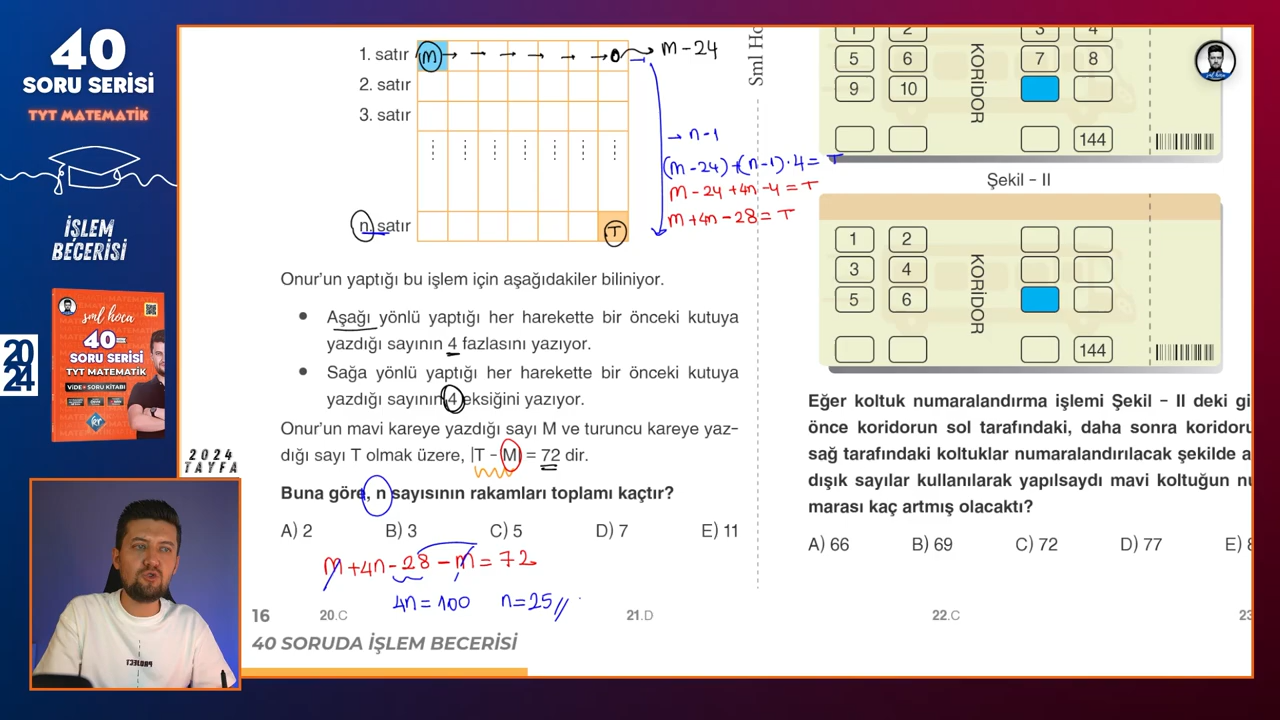 40
SORU SERİSİ
TYT MATEMATİK
İŞLEM
BECERİSİ
2024
sml hoca
40
SORU SERİSİ
TYT MATEMATİK
2024
TAYFA
1. satır
2. satır
3. satır
n. satır
M
M-24
→ n-1
(M-24)+(n-1)·4=T
M-24+4n-4=T
M+4n-28=T
T
Onur'un yaptığı bu işlem için aşağıdakiler biliniyor.
• Aşağı yönlü yaptığı her harekette bir önceki kutuya
yazdığı sayının 4 fazlasını yazıyor.
• Sağa yönlü yaptığı her harekette bir önceki kutuya
yazdığı sayının 4 eksiğini yazıyor.
Onur'un mavi kareye yazdığı sayı M ve turuncu kareye yaz-
dığı sayı T olmak üzere, |T - M| = 72 dir.
Buna göre, n sayısının rakamları toplamı kaçtır?
A) 2 B) 3 C) 5 D) 7 E) 11
M+4n-28-M=72
4n=100 n=25//
16 20.C 21.D 22.C 23
40 SORUDA İŞLEM BECERİSİ
Sml Ho
1 2 3 4
5 6 7 8
9 10
144
KORİDOR
Şekil - II
1 2
3 4
5 6
144
KORİDOR
Eğer koltuk numaralandırma işlemi Şekil - II deki gi
önce koridorun sol tarafındaki, daha sonra koridoru
sağ tarafındaki koltuklar numaralandırılacak şekilde a
dışık sayılar kullanılarak yapılsaydı mavi koltuğun nu
marası kaç artmış olacaktı?
A) 66 B) 69 C) 72 D) 77 E) 8
sml hoca